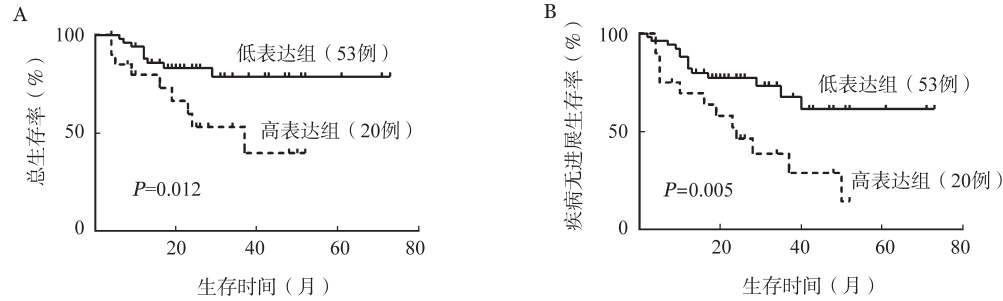 A
总生存率（%）
100
50
0
低表达组（53例）
高表达组（20例）
P=0.012
20
40
60
80
生存时间（月）
B
疾病无进展生存率（%）
100
50
0
低表达组（53例）
高表达组（20例）
P=0.005
20
40
60
80
生存时间（月）